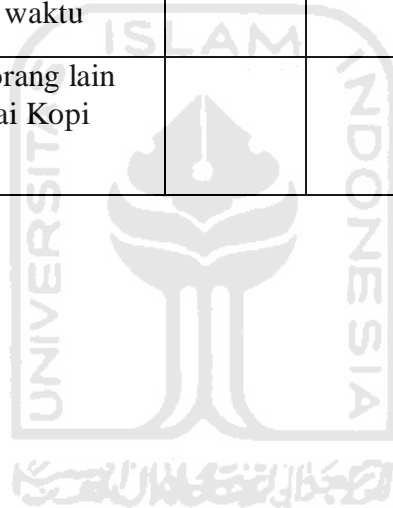 waktu
orang lain
ai Kopi
UNIVERSITAS
ISLAM
INDONESIA